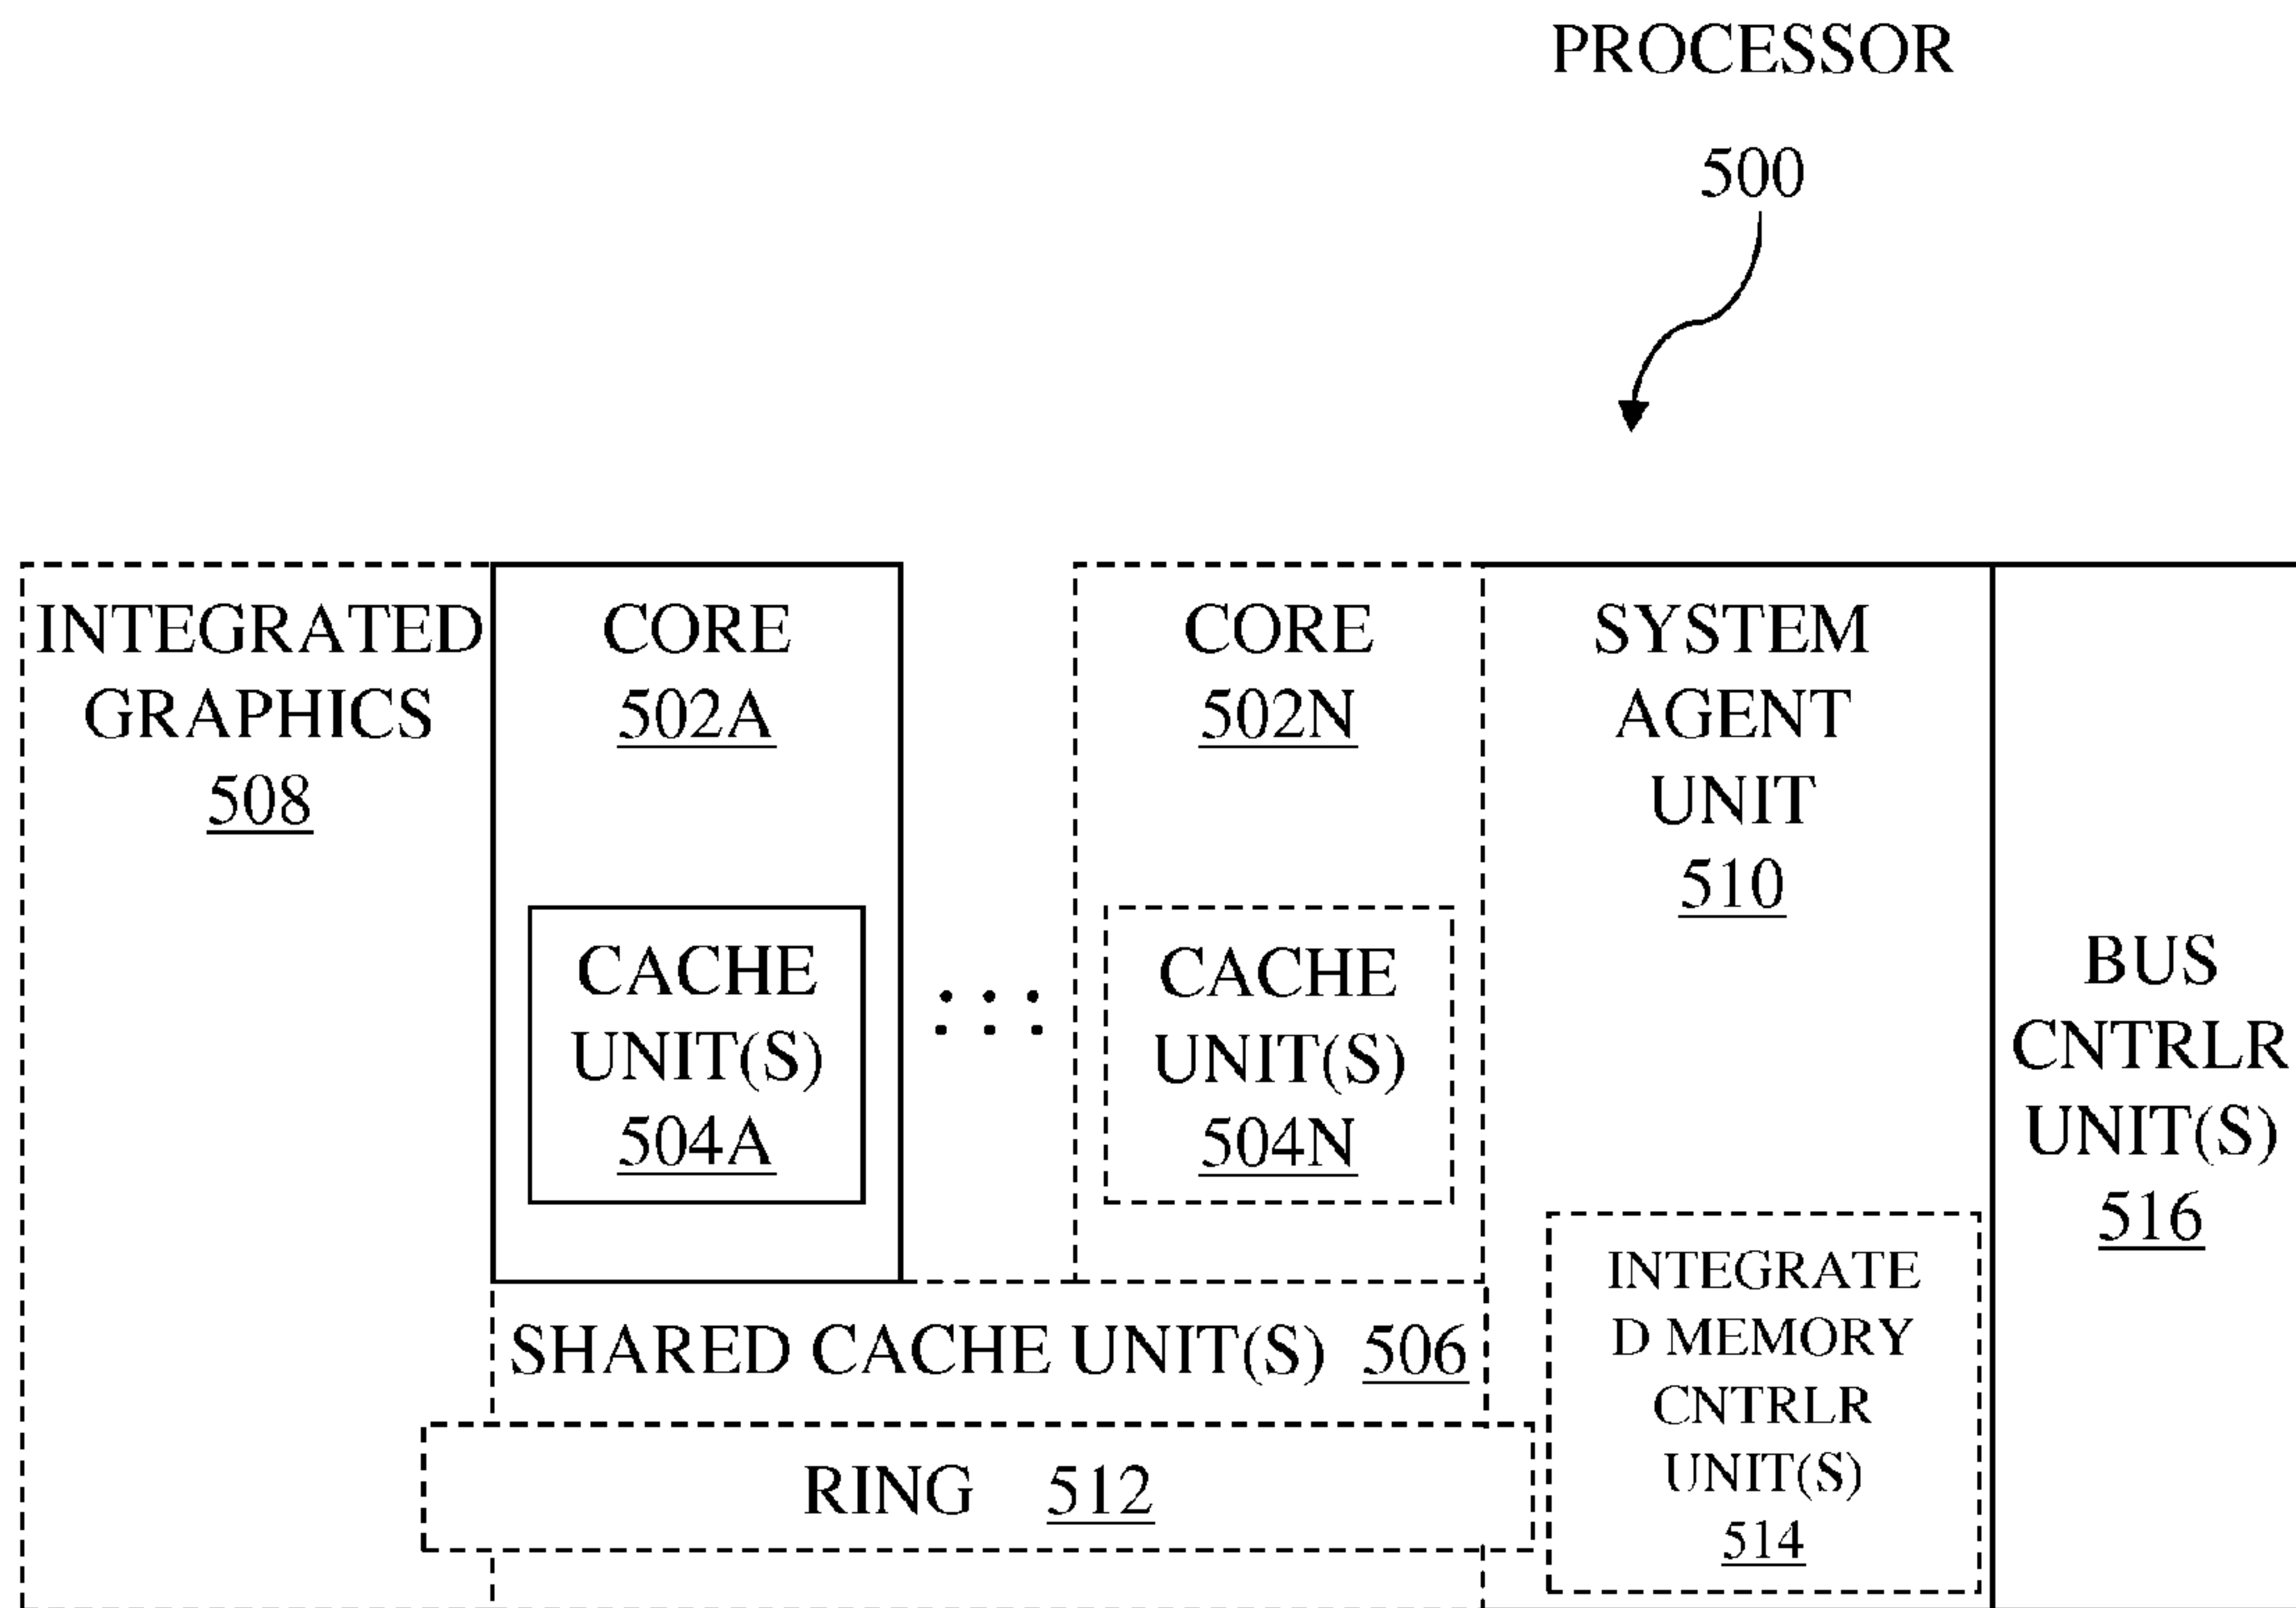 PROCESSOR
500
INTEGRATED
GRAPHICS
508
CORE
502A
CACHE
UNIT(S)
504A
CORE
502N
CACHE
UNIT(S)
504N
SYSTEM
AGENT
UNIT
510
BUS
CNTRLR
UNIT(S)
516
SHARED CACHE UNIT(S) 506
RING 512
INTEGRATE
D MEMORY
CNTRLR
UNIT(S)
514